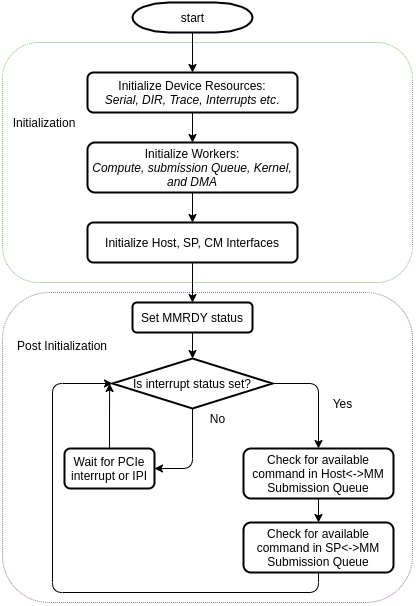 start
Initialize Device Resources:
Serial, DIR, Trace, Interrupts etc.
Initialization
Initialize Workers:
Compute, submission Queue, Kernel,
and DMA
Initialize Host, SP, CM Interfaces
Set MMRDY status
Post Initialization
Is interrupt status set?
Yes
No
Wait for PCIe
interrupt or IPI
Check for available
command in Host<->MM
Submission Queue
Check for available
command in SP<->MM
Submission Queue